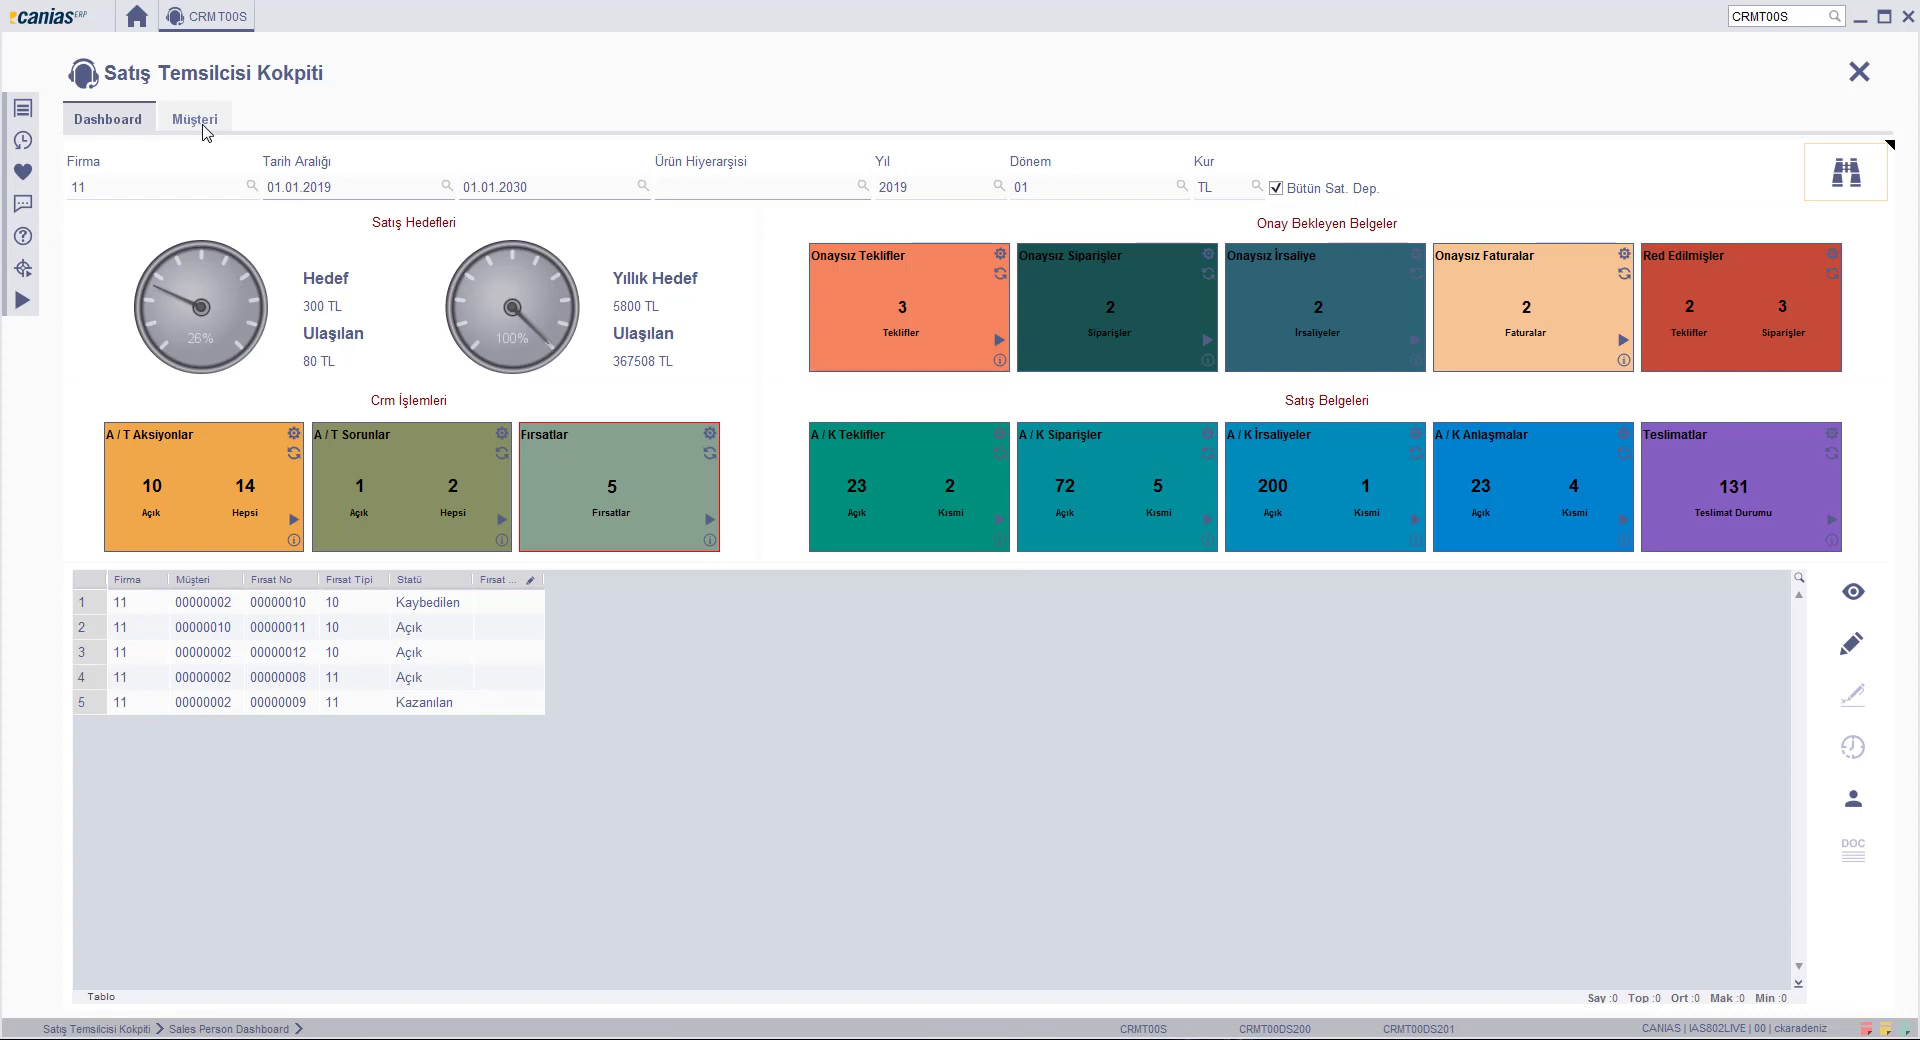 canias ERP
CRMT00S
CRMT00S
Satış Temsilcisi Kokpiti
Dashboard
Müşteri
Firma
Tarih Aralığı
Ürün Hiyerarşisi
Yıl
Dönem
Kur
11
01.01.2019
01.01.2030
2019
01
TL
Bütün Sat. Dep.
Satış Hedefleri
26%
Hedef
300 TL
Ulaşılan
80 TL
100%
Yıllık Hedef
5800 TL
Ulaşılan
367508 TL
Onay Bekleyen Belgeler
Onaysız Teklifler
3
Teklifler
Onaysız Siparişler
2
Siparişler
Onaysız İrsaliye
2
İrsaliyeler
Onaysız Faturalar
2
Faturalar
Red Edilmişler
2 3
Teklifler Siparişler
Crm İşlemleri
A / T Aksiyonlar
10 14
Açık Hepsi
A / T Sorunlar
1 2
Açık Hepsi
Fırsatlar
5
Fırsatlar
Satış Belgeleri
A / K Teklifler
23 2
Açık Kısmi
A / K Siparişler
72 5
Açık Kısmi
A / K İrsaliyeler
200 1
Açık Kısmi
A / K Anlaşmalar
23 4
Açık Kısmi
Teslimatlar
131
Teslimat Durumu
Firma Müşteri Fırsat No Fırsat Tipi Statü Fırsat ...
1 11 00000002 00000010 10 Kaybedilen
2 11 00000010 00000011 10 Açık
3 11 00000002 00000012 10 Açık
4 11 00000002 00000008 11 Açık
5 11 00000002 00000009 11 Kazanılan
DOC
Tablo
Say :0 Top :0 Ort :0 Mak :0 Min :0
Satış Temsilcisi Kokpiti Sales Person Dashboard
CRMT00S
CRMT00DS200
CRMT00DS201
CANIAS | IAS802LIVE | 00 | ckaradeniz